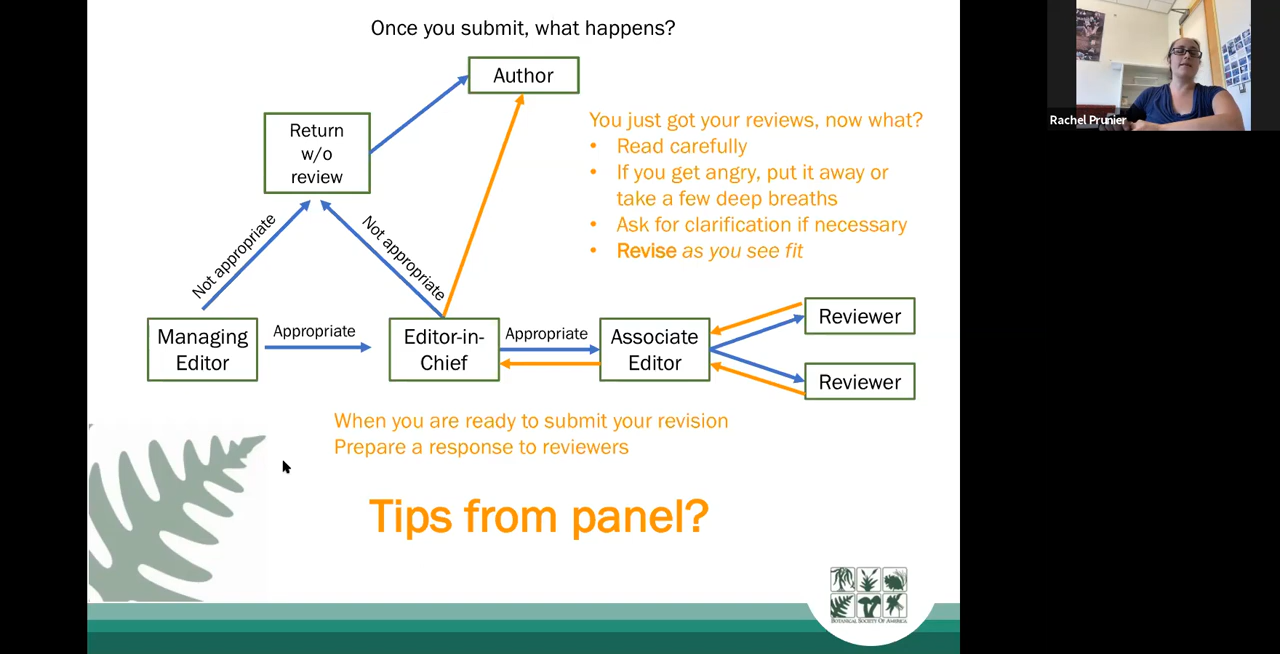 Once you submit, what happens?
Author
Return
w/o
review
You just got your reviews, now what?
• Read carefully
• If you get angry, put it away or
take a few deep breaths
• Ask for clarification if necessary
• Revise as you see fit
Not appropriate
Not appropriate
Managing
Editor
Appropriate
Editor-in-
Chief
Appropriate
Associate
Editor
Reviewer
Reviewer
When you are ready to submit your revision
Prepare a response to reviewers
Tips from panel?
BOTANICAL SOCIETY OF AMERICA
Rachel Prunier